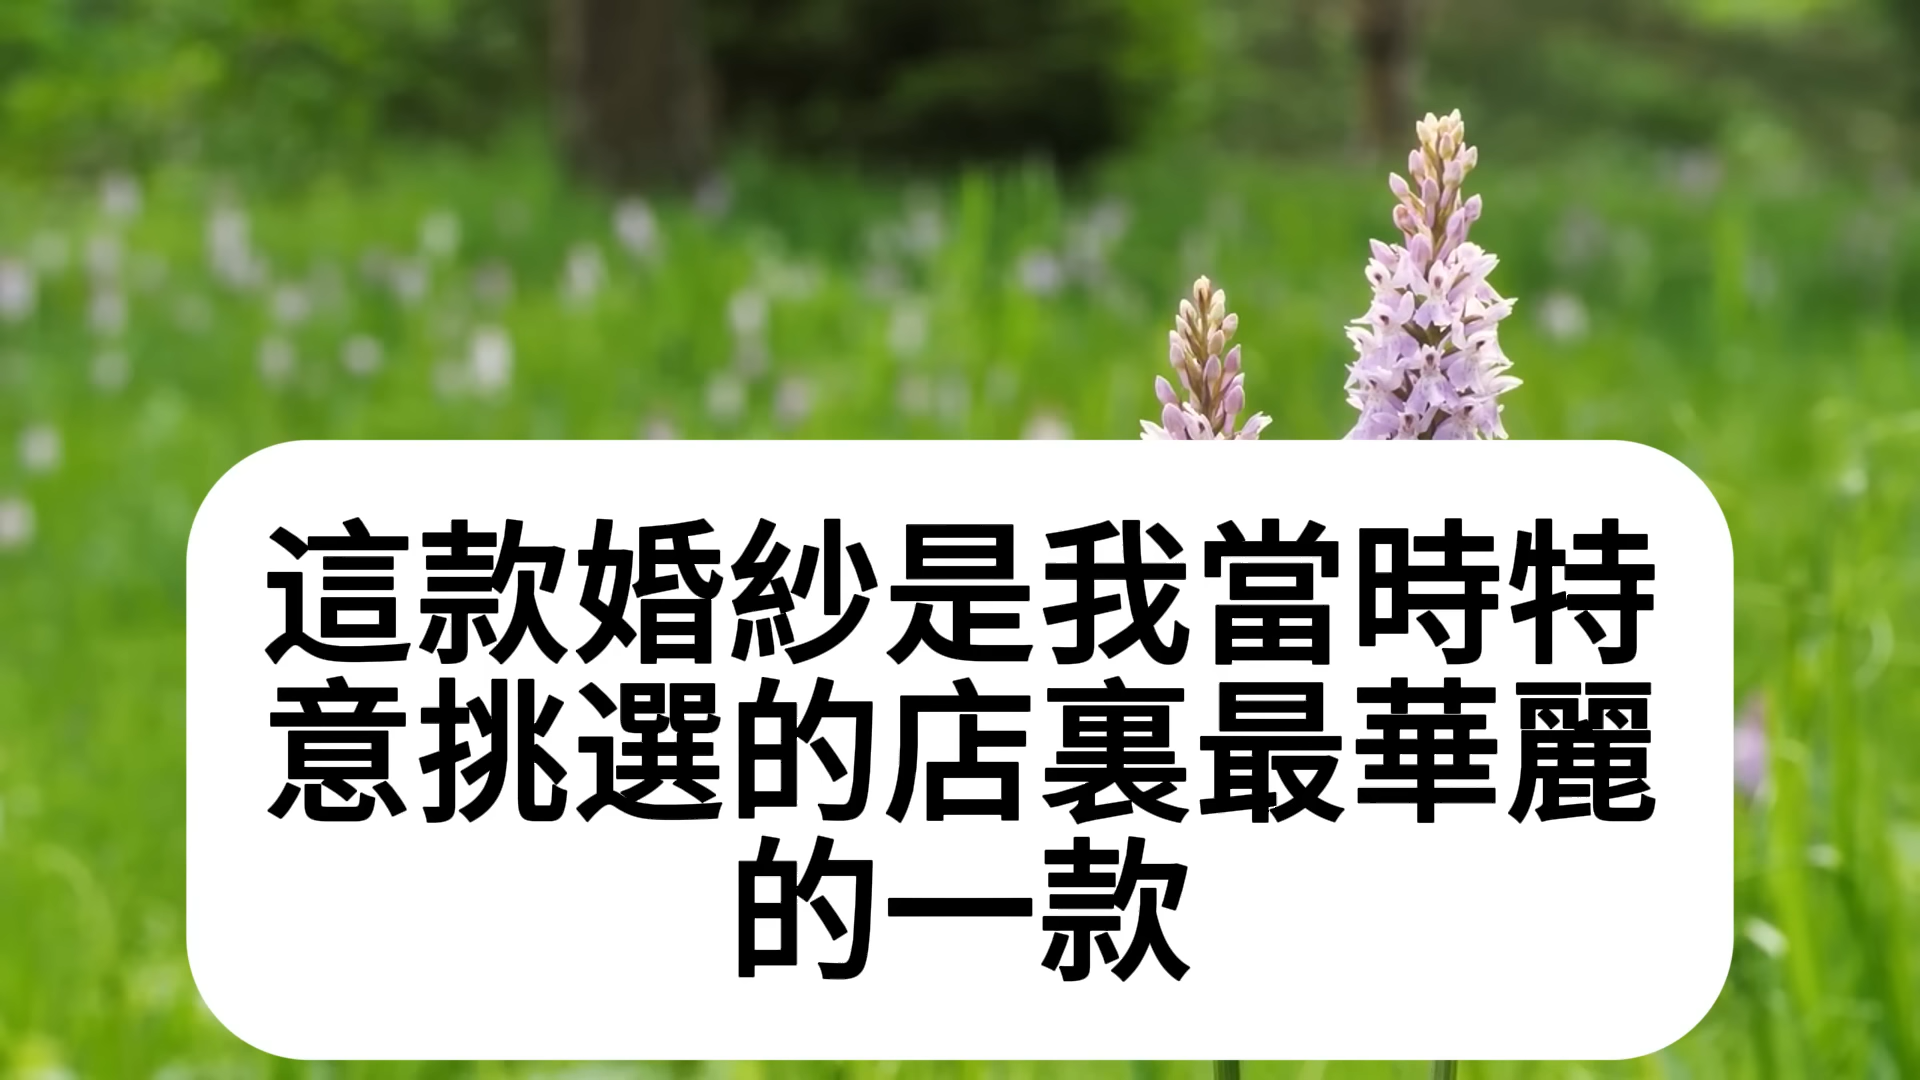 這款婚紗是我當時特
意挑選的店裏最華麗
的一款